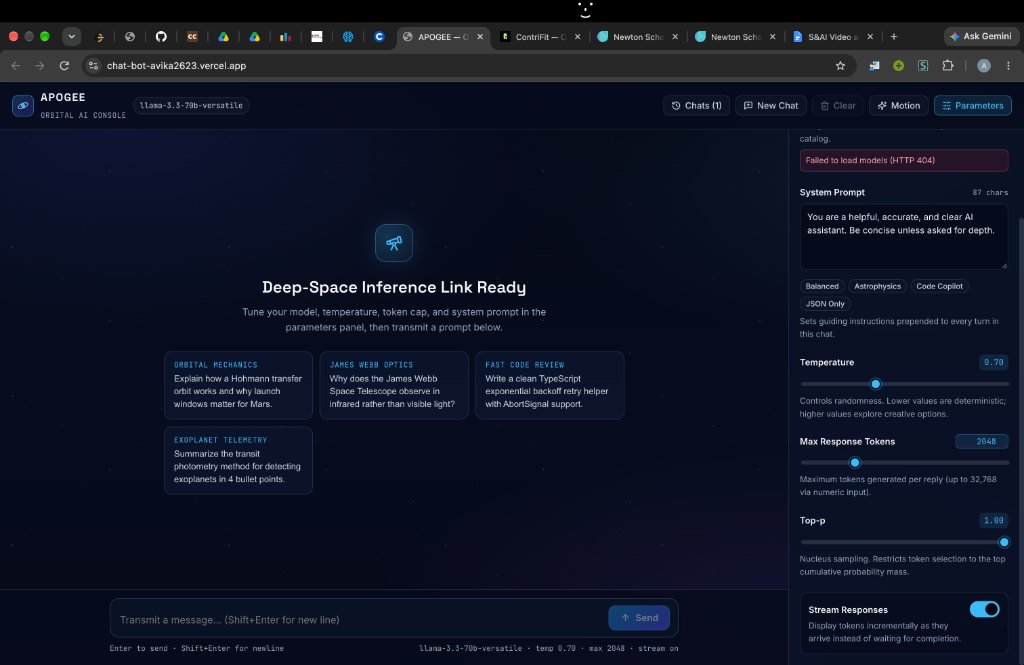 APOGEE — C
ContriFit — C
Newton Scho
Newton Scho
S&AI Video a
Ask Gemini
chat-bot-avika2623.vercel.app
A
APOGEE
ORBITAL AI CONSOLE
llama-3.3-70b-versatile
Chats (1)
New Chat
Clear
Motion
Parameters
catalog.
Failed to load models (HTTP 404)
System Prompt
87 chars
You are a helpful, accurate, and clear AI
assistant. Be concise unless asked for depth.
Balanced
Astrophysics
Code Copilot
JSON Only
Sets guiding instructions prepended to every turn in
this chat.
Temperature
0.70
Controls randomness. Lower values are deterministic;
higher values explore creative options.
Max Response Tokens
2048
Maximum tokens generated per reply (up to 32,768
via numeric input).
Top-p
1.00
Nucleus sampling. Restricts token selection to the top
cumulative probability mass.
Stream Responses
Display tokens incrementally as they
arrive instead of waiting for completion.
Deep-Space Inference Link Ready
Tune your model, temperature, token cap, and system prompt in the
parameters panel, then transmit a prompt below.
ORBITAL MECHANICS
Explain how a Hohmann transfer
orbit works and why launch
windows matter for Mars.
JAMES WEBB OPTICS
Why does the James Webb
Space Telescope observe in
infrared rather than visible light?
FAST CODE REVIEW
Write a clean TypeScript
exponential backoff retry helper
with AbortSignal support.
EXOPLANET TELEMETRY
Summarize the transit
photometry method for detecting
exoplanets in 4 bullet points.
Transmit a message... (Shift+Enter for new line)
Send
Enter to send · Shift+Enter for newline
llama-3.3-70b-versatile · temp 0.70 · max 2048 · stream on